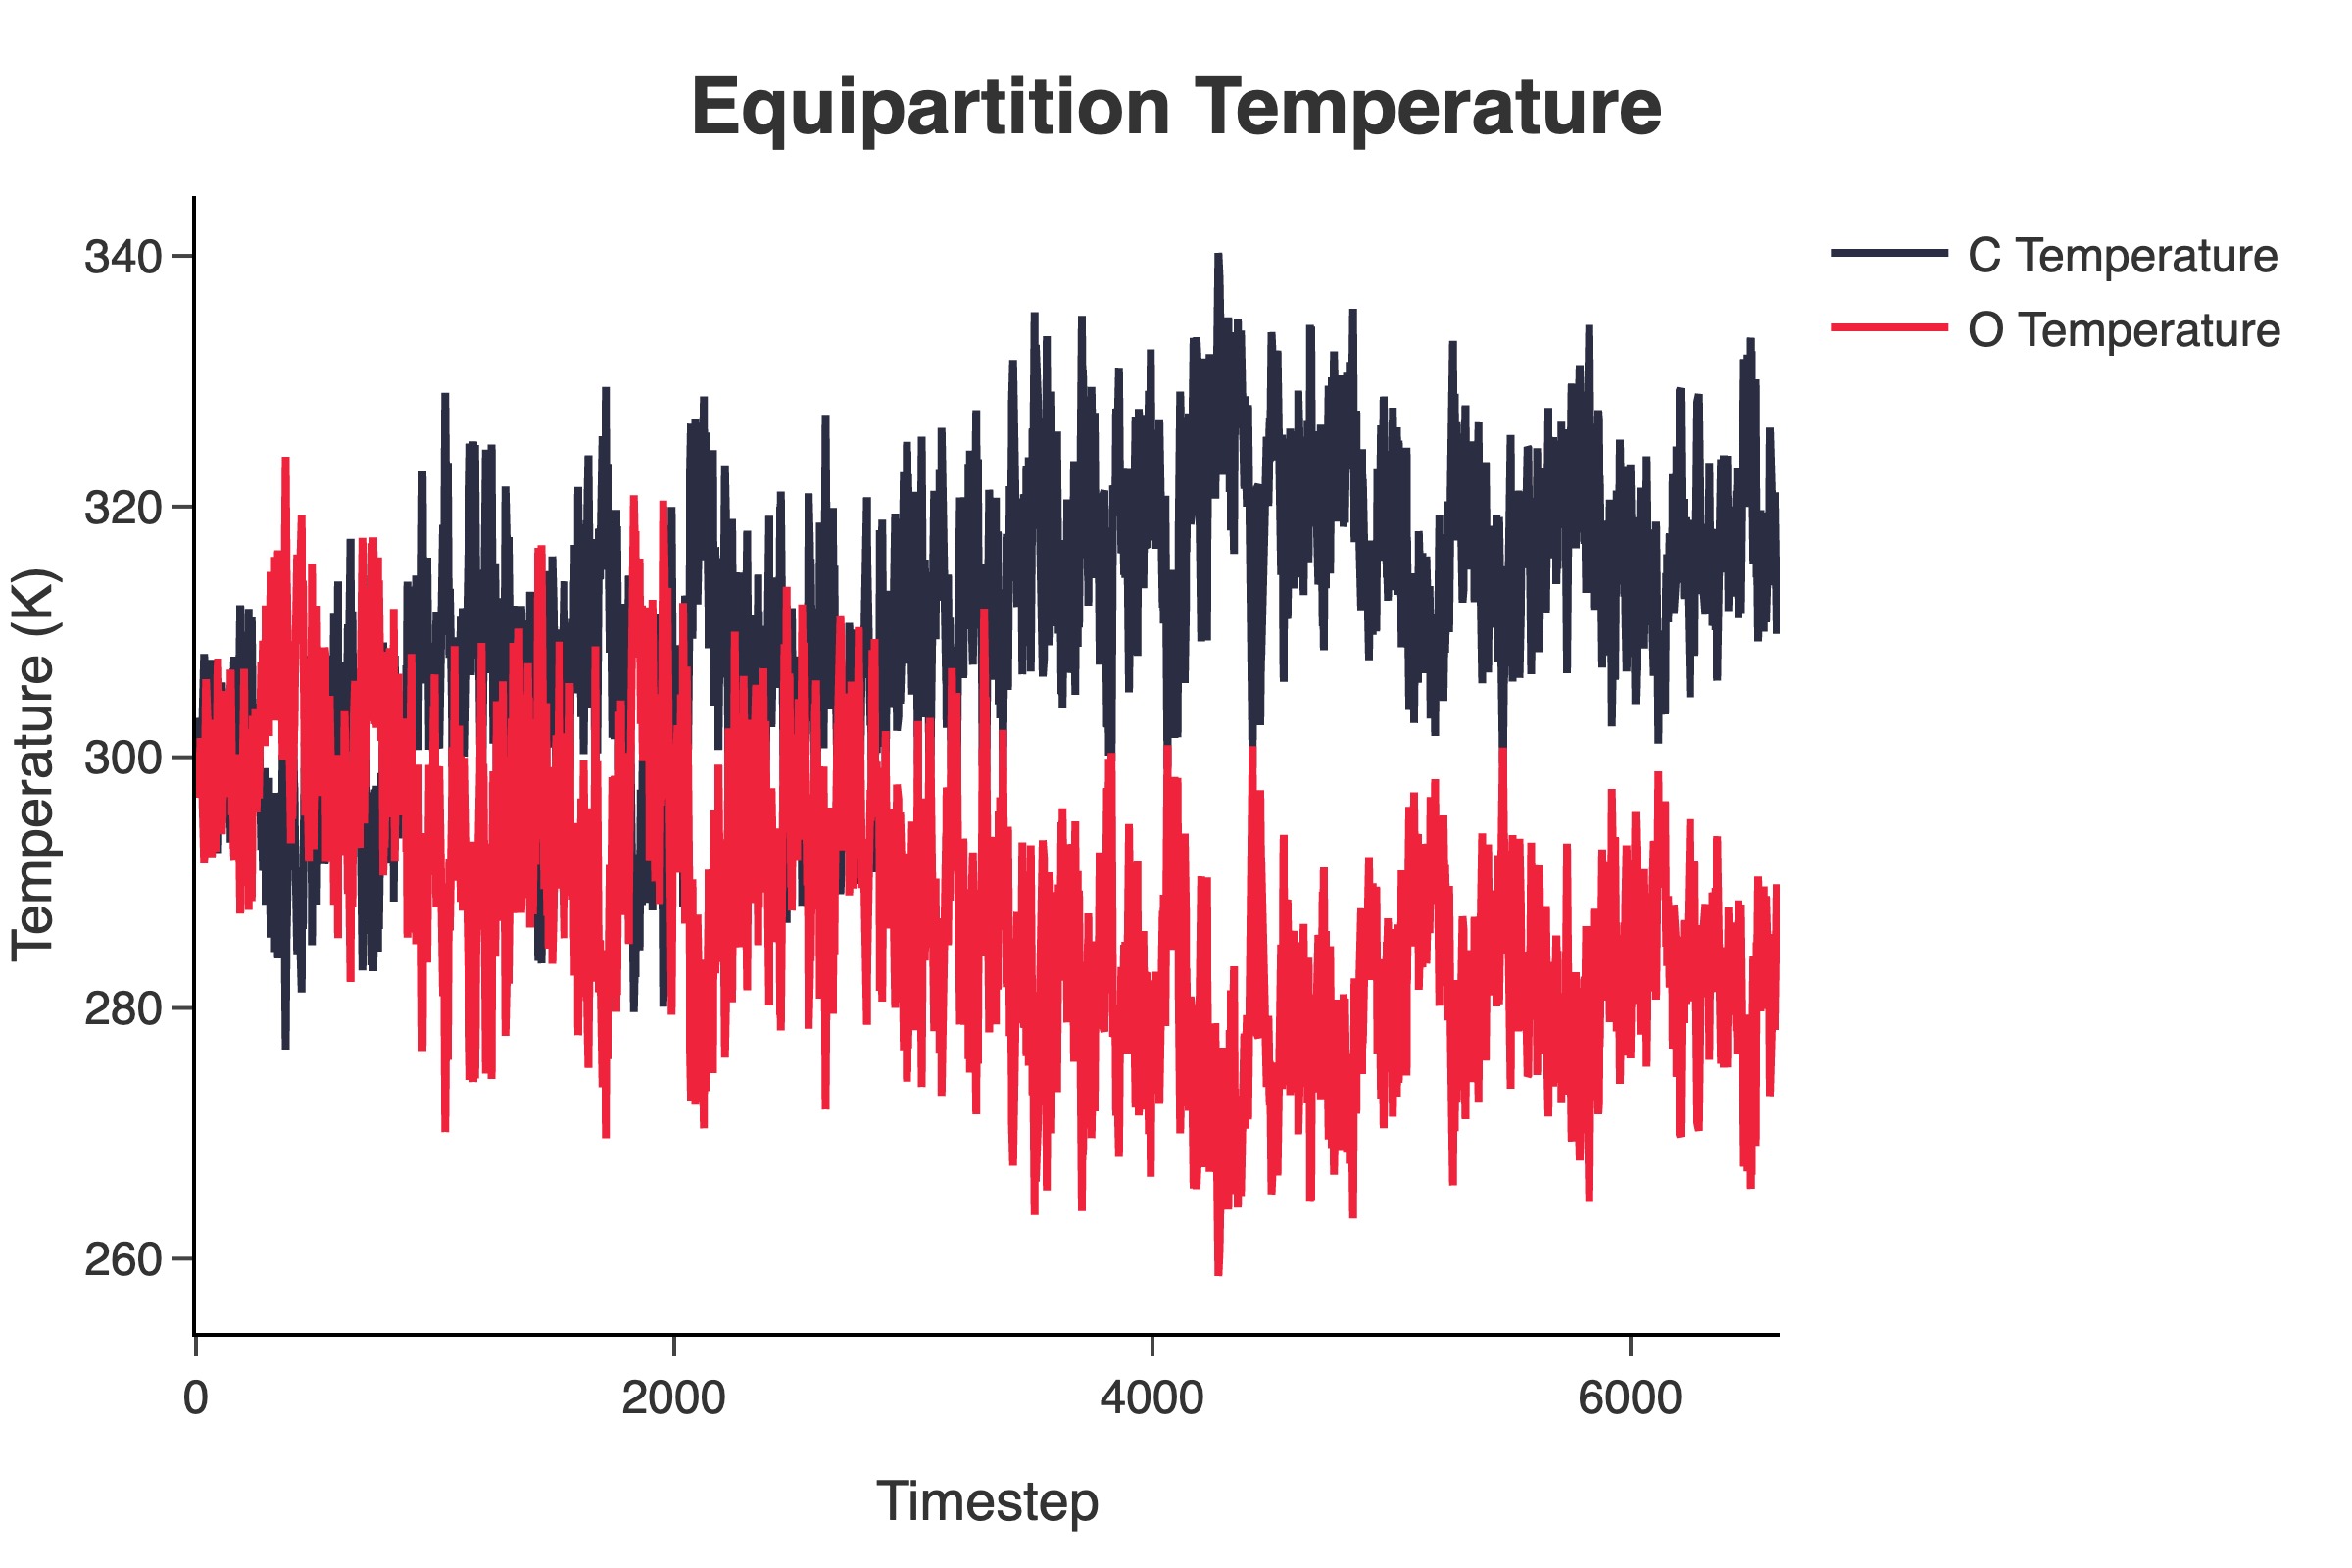 Equipartition Temperature
C Temperature
O Temperature
Temperature (K)
340
320
300
280
260
0 2000 4000 6000
Timestep